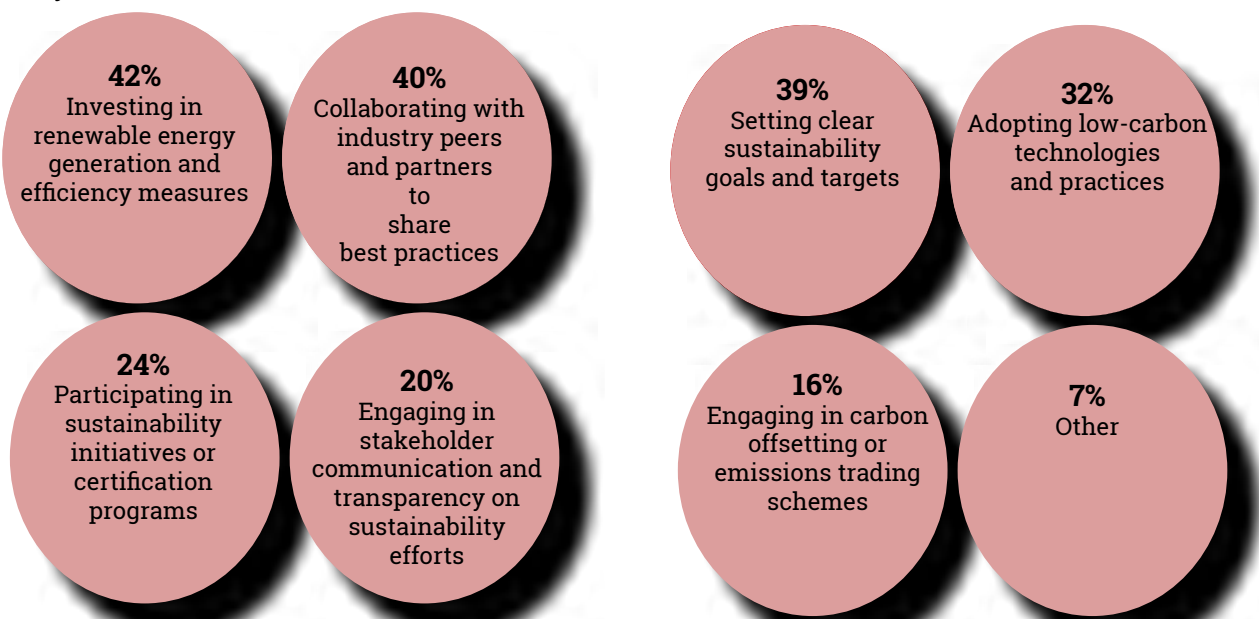 42%
Investing in
renewable energy
generation and
efficiency measures
40%
Collaborating with
industry peers
and partners
to
share
best practices
39%
Setting clear
sustainability
goals and targets
32%
Adopting low-carbon
technologies
and practices
24%
Participating in
sustainability
initiatives or
certification
programs
20%
Engaging in
stakeholder
communication and
transparency on
sustainability
efforts
16%
Engaging in carbon
offsetting or
emissions trading
schemes
7%
Other